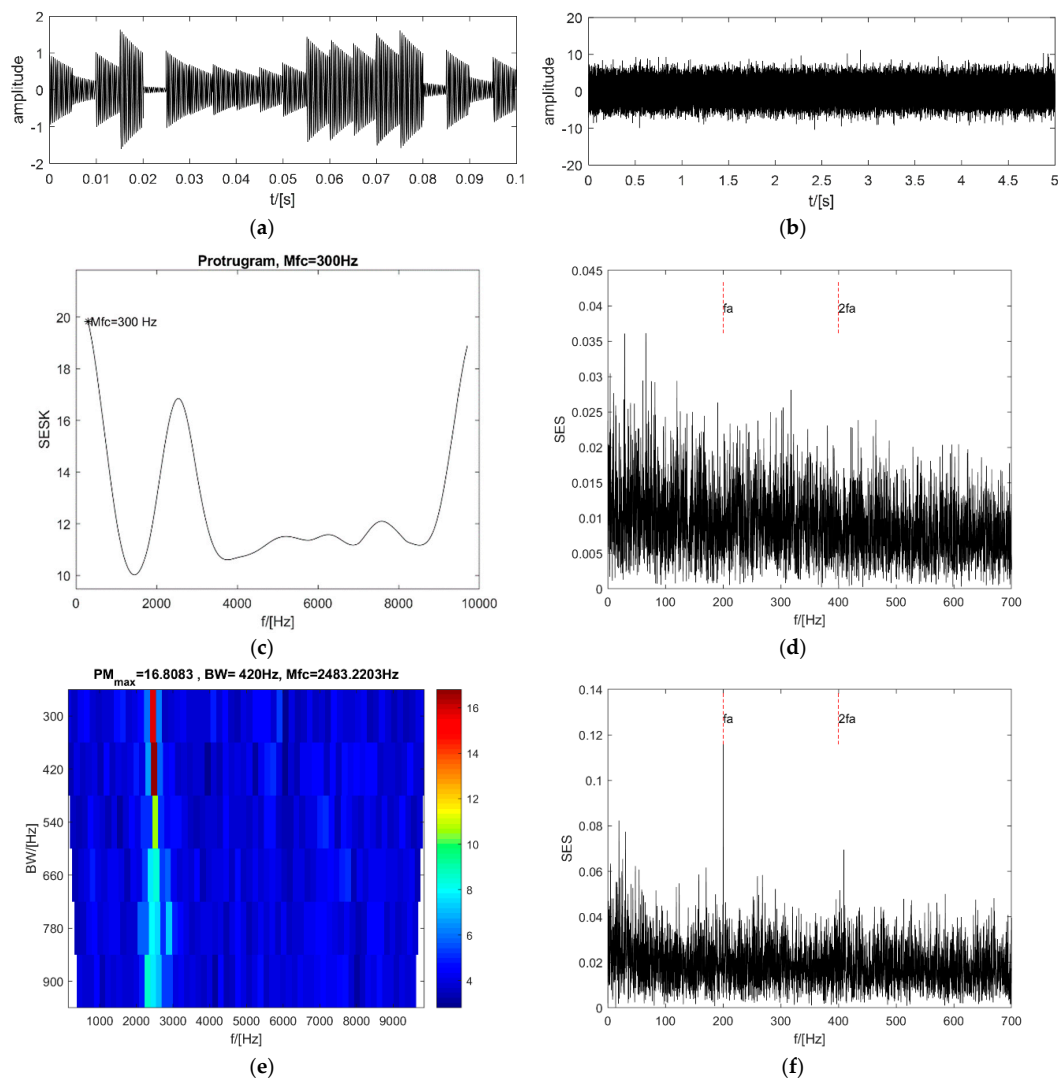 2
1
0
-1
-2
amplitude
0 0.01 0.02 0.03 0.04 0.05 0.06 0.07 0.08 0.09 0.1
t/[s]
(a)
20
10
0
-10
-20
amplitude
0 0.5 1 1.5 2 2.5 3 3.5 4 4.5 5
t/[s]
(b)
Protrugram, Mfc=300Hz
20
18
16
14
12
10
SESK
Mfc=300 Hz
0 2000 4000 6000 8000 10000
f/[Hz]
(c)
0.045
0.04
0.035
0.03
0.025
0.02
0.015
0.01
0.005
0
SES
fa 2fa
0 100 200 300 400 500 600 700
f/[Hz]
(d)
PMmax=16.8083 , BW= 420Hz, Mfc=2483.2203Hz
300
420
540
660
780
900
BW/[Hz]
1000 2000 3000 4000 5000 6000 7000 8000 9000
f/[Hz]
16
14
12
10
8
6
4
(e)
0.14
0.12
0.1
0.08
0.06
0.04
0.02
0
SES
fa 2fa
0 100 200 300 400 500 600 700
f/[Hz]
(f)